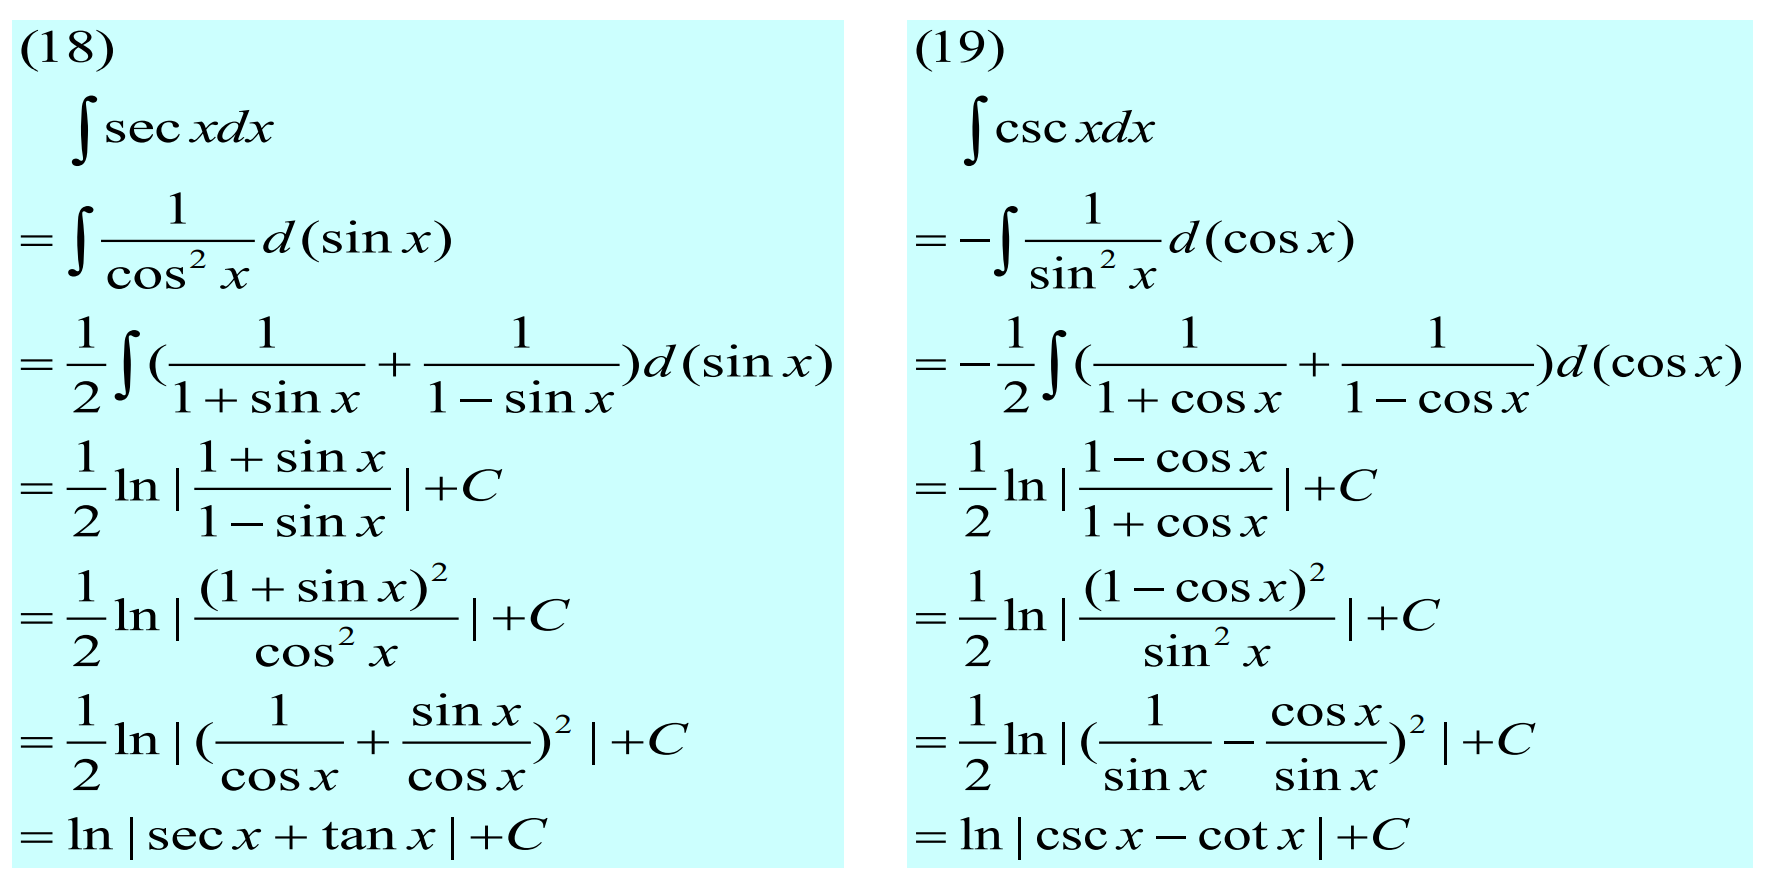 (18)
∫ sec xdx
= ∫ 1/cos² x d(sin x)
= 1/2 ∫ (1/(1 + sin x) + 1/(1 − sin x))d(sin x)
= 1/2 ln | (1 + sin x)/(1 − sin x) | +C
= 1/2 ln | (1 + sin x)²/cos² x | +C
= 1/2 ln | (1/cos x + sin x/cos x)² | +C
= ln | sec x + tan x | +C
(19)
∫ csc xdx
= −∫ 1/sin² x d(cos x)
= −1/2 ∫ (1/(1 + cos x) + 1/(1 − cos x))d(cos x)
= 1/2 ln | (1 − cos x)/(1 + cos x) | +C
= 1/2 ln | (1 − cos x)²/sin² x | +C
= 1/2 ln | (1/sin x − cos x/sin x)² | +C
= ln | csc x − cot x | +C